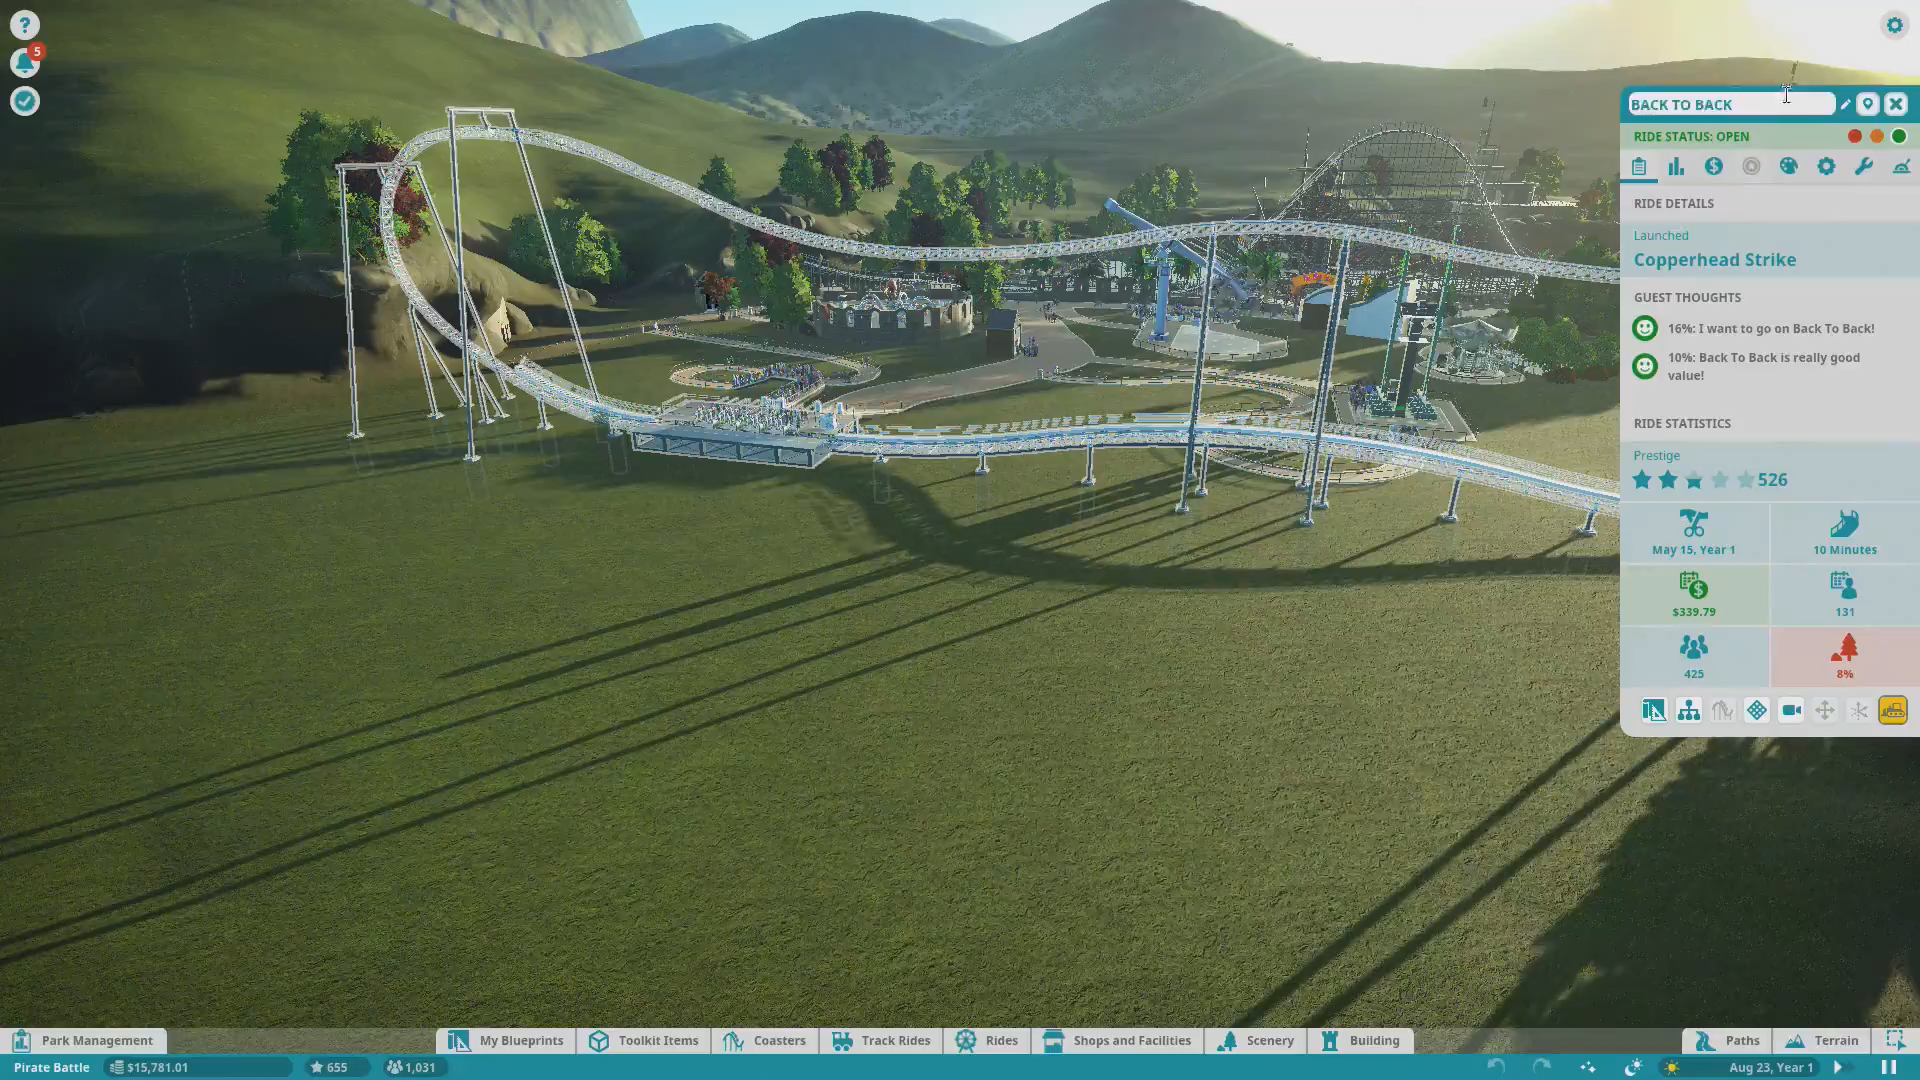 ?
5
BACK TO BACK
RIDE STATUS: OPEN
RIDE DETAILS
Launched
Copperhead Strike
GUEST THOUGHTS
16%: I want to go on Back To Back!
10%: Back To Back is really good
value!
RIDE STATISTICS
Prestige
526
May 15, Year 1
10 Minutes
$339.79
131
425
8%
Park Management
My Blueprints
Toolkit Items
Coasters
Track Rides
Rides
Shops and Facilities
Scenery
Building
Paths
Terrain
Pirate Battle
$15,781.01
655
1,031
Aug 23, Year 1